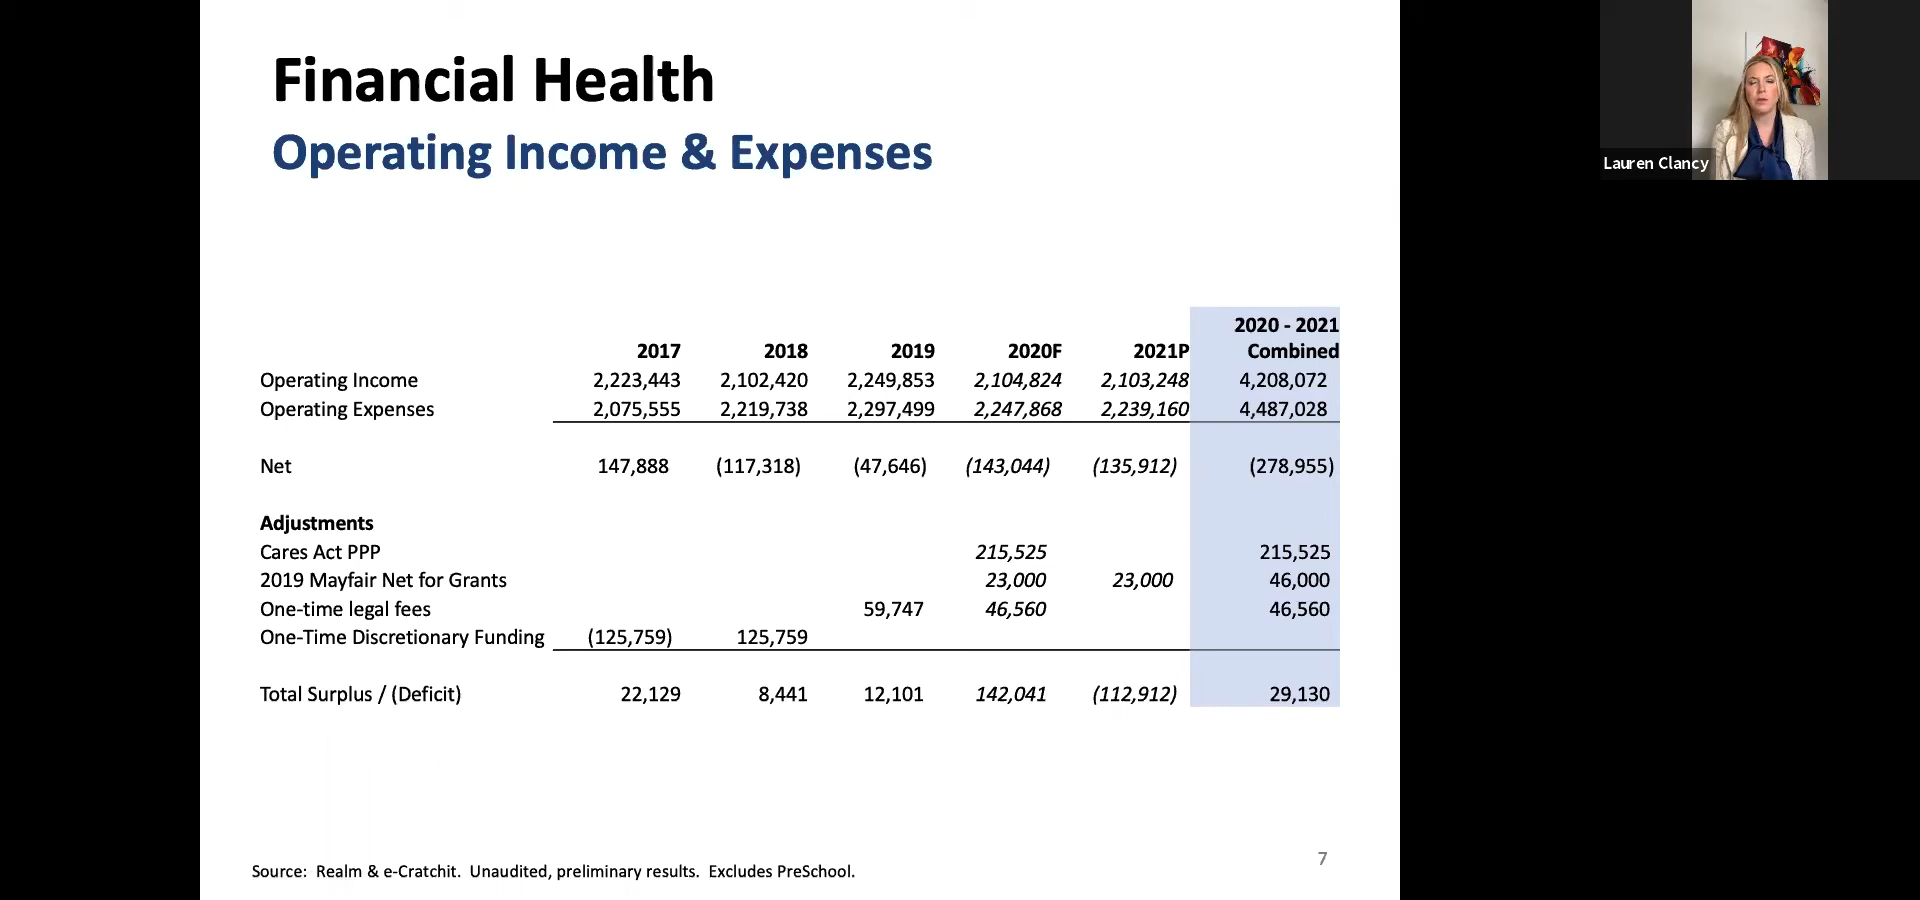 Financial Health
Operating Income & Expenses
Lauren Clancy
2020 - 2021
2017 2018 2019 2020F 2021P Combined
Operating Income 2,223,443 2,102,420 2,249,853 2,104,824 2,103,248 4,208,072
Operating Expenses 2,075,555 2,219,738 2,297,499 2,247,868 2,239,160 4,487,028
Net 147,888 (117,318) (47,646) (143,044) (135,912) (278,955)
Adjustments
Cares Act PPP 215,525 215,525
2019 Mayfair Net for Grants 23,000 23,000 46,000
One-time legal fees 59,747 46,560 46,560
One-Time Discretionary Funding (125,759) 125,759
Total Surplus / (Deficit) 22,129 8,441 12,101 142,041 (112,912) 29,130
Source: Realm & e-Cratchit. Unaudited, preliminary results. Excludes PreSchool.
7